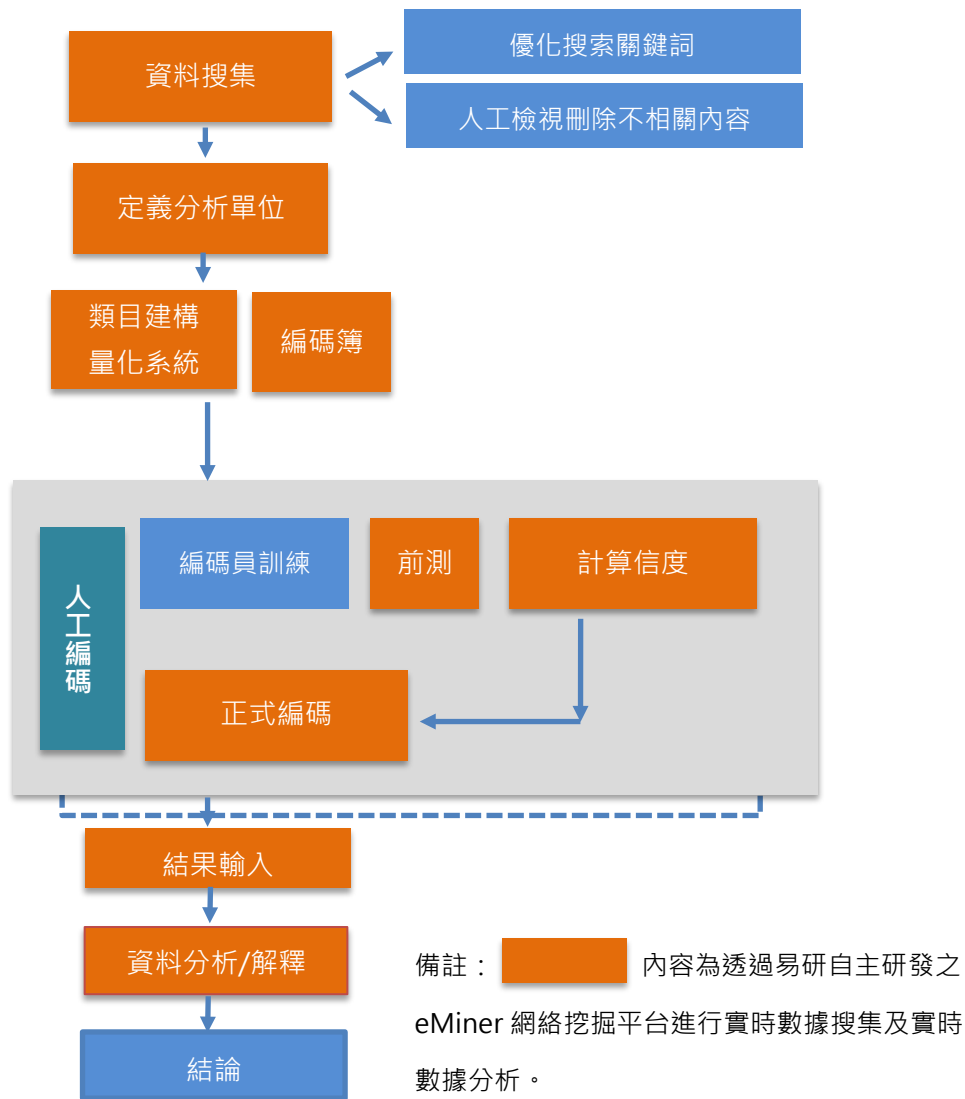 資料搜集
優化搜索關鍵詞
人工檢視刪除不相關內容
定義分析單位
類目建構
量化系統
編碼簿
人工編碼
編碼員訓練
前測
計算信度
正式編碼
結果輸入
資料分析/解釋
結論
備註： 內容為透過易研自主研發之
eMiner 網絡挖掘平台進行實時數據搜集及實時
數據分析。